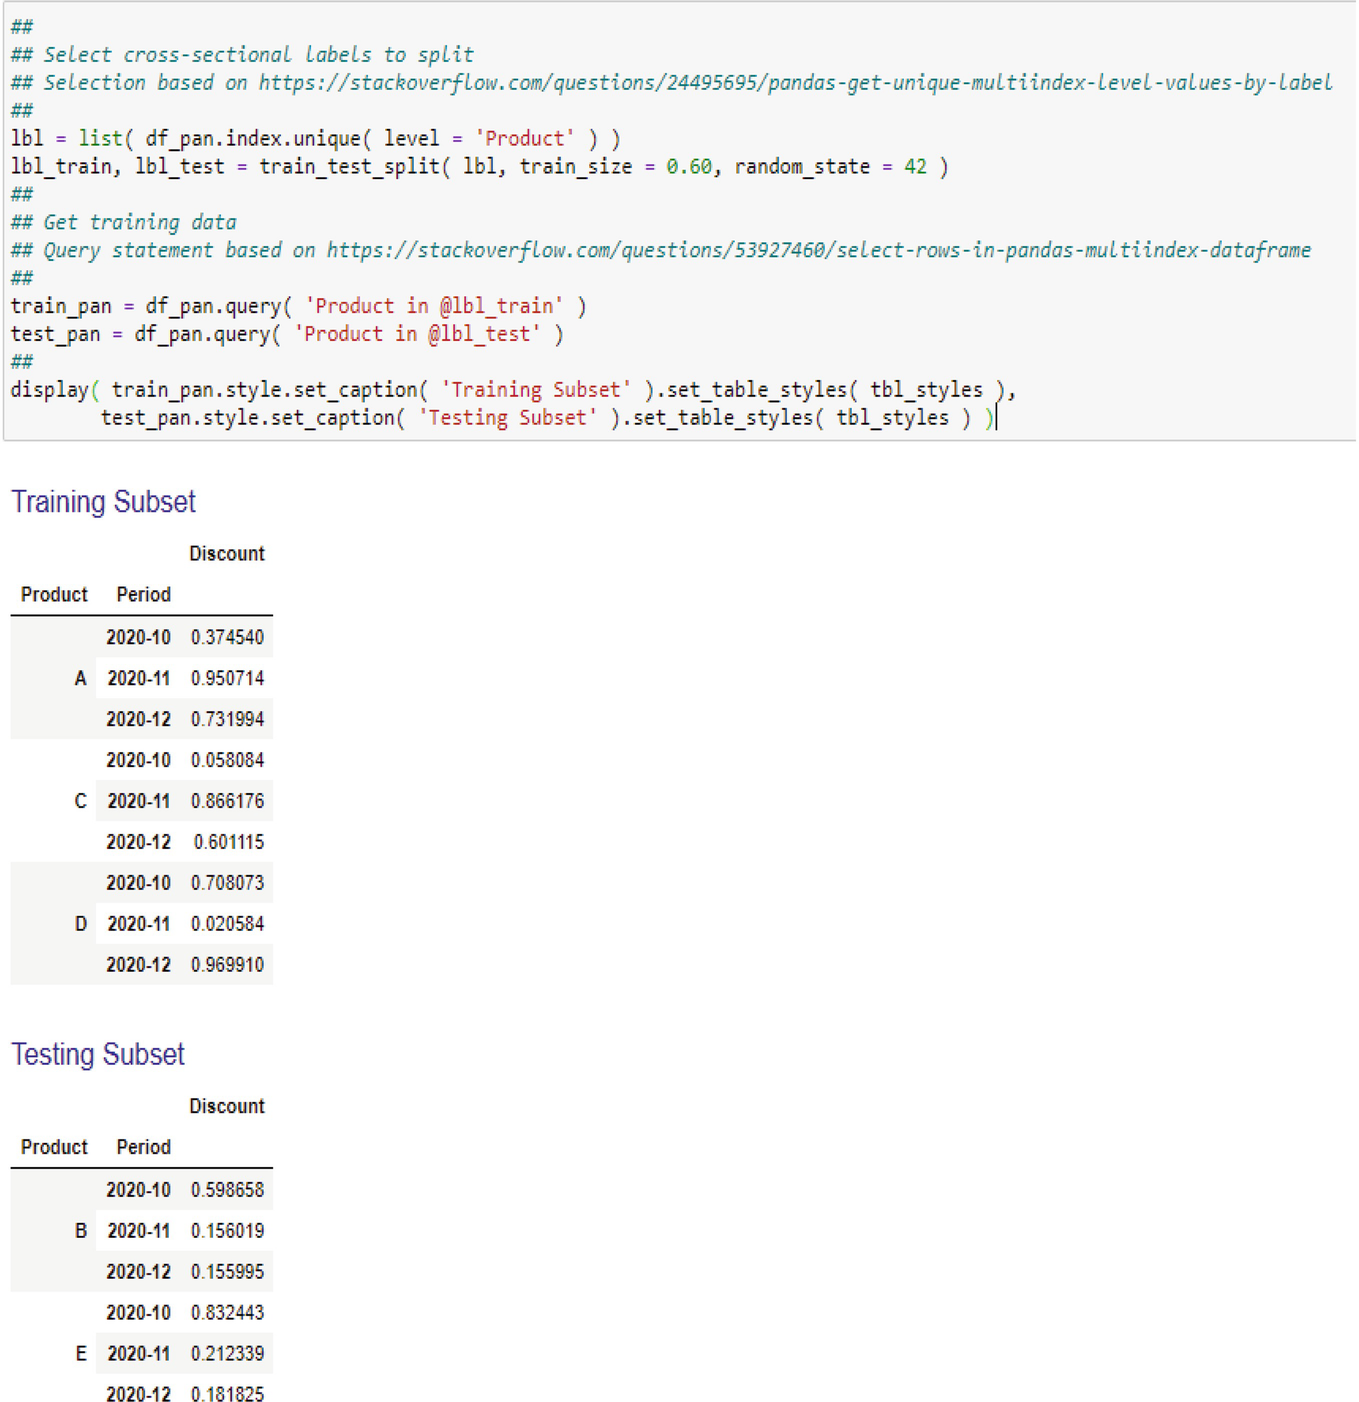 ##
## Select cross-sectional labels to split
## Selection based on https://stackoverflow.com/questions/24495695/pandas-get-unique-multiindex-level-values-by-label
##
lbl = list( df_pan.index.unique( level = 'Product' ) )
lbl_train, lbl_test = train_test_split( lbl, train_size = 0.60, random_state = 42 )
##
## Get training data
## Query statement based on https://stackoverflow.com/questions/53927460/select-rows-in-pandas-multiindex-dataframe
##
train_pan = df_pan.query( 'Product in @lbl_train' )
test_pan = df_pan.query( 'Product in @lbl_test' )
##
display( train_pan.style.set_caption( 'Training Subset' ).set_table_styles( tbl_styles ),
test_pan.style.set_caption( 'Testing Subset' ).set_table_styles( tbl_styles ) )
Training Subset
Discount
Product Period
2020-10 0.374540
A 2020-11 0.950714
2020-12 0.731994
2020-10 0.058084
C 2020-11 0.866176
2020-12 0.601115
2020-10 0.708073
D 2020-11 0.020584
2020-12 0.969910
Testing Subset
Discount
Product Period
2020-10 0.598658
B 2020-11 0.156019
2020-12 0.155995
2020-10 0.832443
E 2020-11 0.212339
2020-12 0.181825